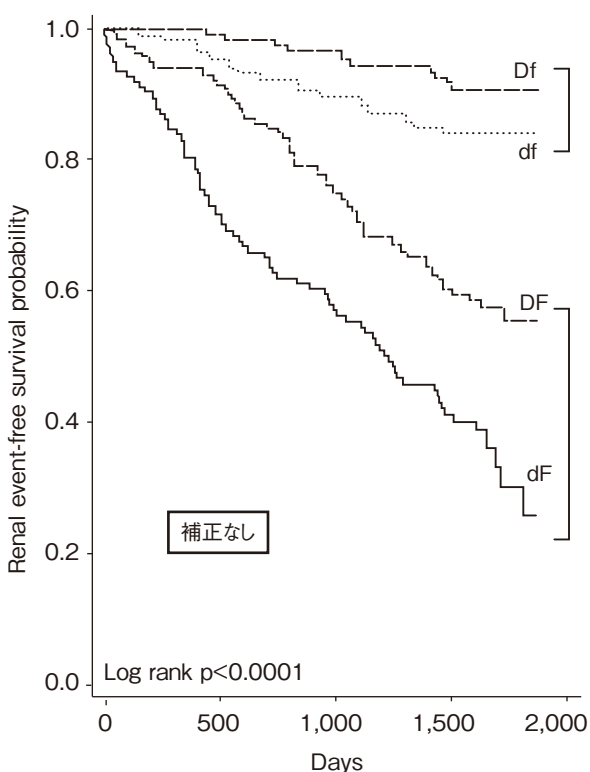 Renal event-free survival probability
1.0
0.8
0.6
0.4
0.2
0.0
Df
df
DF
dF
補正なし
Log rank p<0.0001
0
500
1,000
1,500
2,000
Days